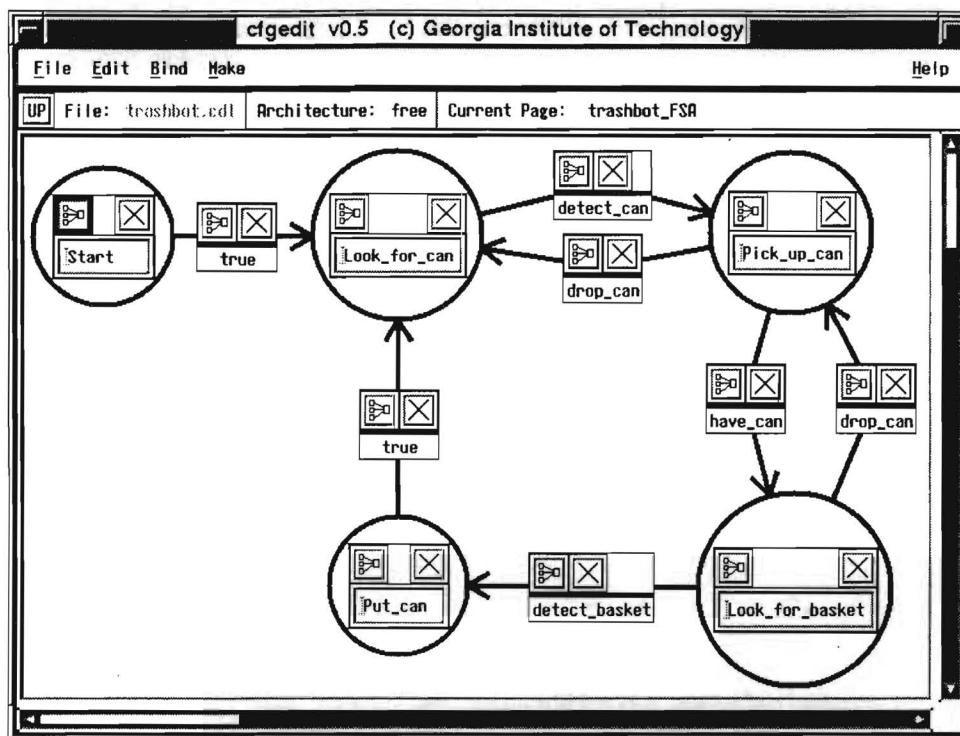 cfgedit v0.5 (c) Georgia Institute of Technology
File Edit Bind Make Help
UP File: trashbot.cdl Architecture: free Current Page: trashbot_FSA
detect_can
Start true Look_for_can Pick_up_can
drop_can
have_can drop_can
true
Put_can detect_basket Look_for_basket